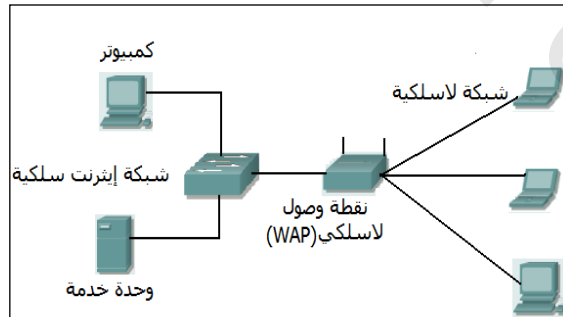 كمبيوتر
شبكة لاسلكية
شبكة إيثرنت سلكية
نقطة وصول
لاسلكي(WAP)
وحدة خدمة